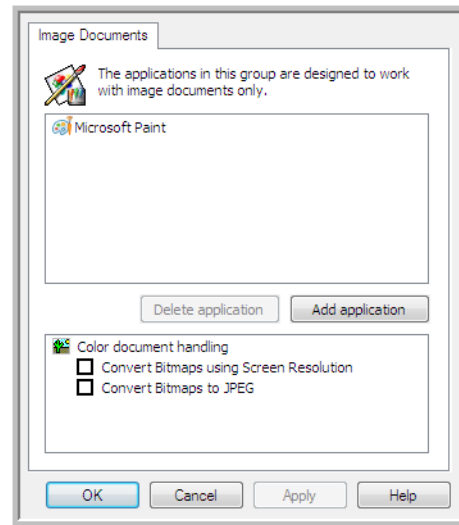 Image Documents
The applications in this group are designed to work
with image documents only.
Microsoft Paint
Delete application
Add application
Color document handling
Convert Bitmaps using Screen Resolution
Convert Bitmaps to JPEG
OK
Cancel
Apply
Help